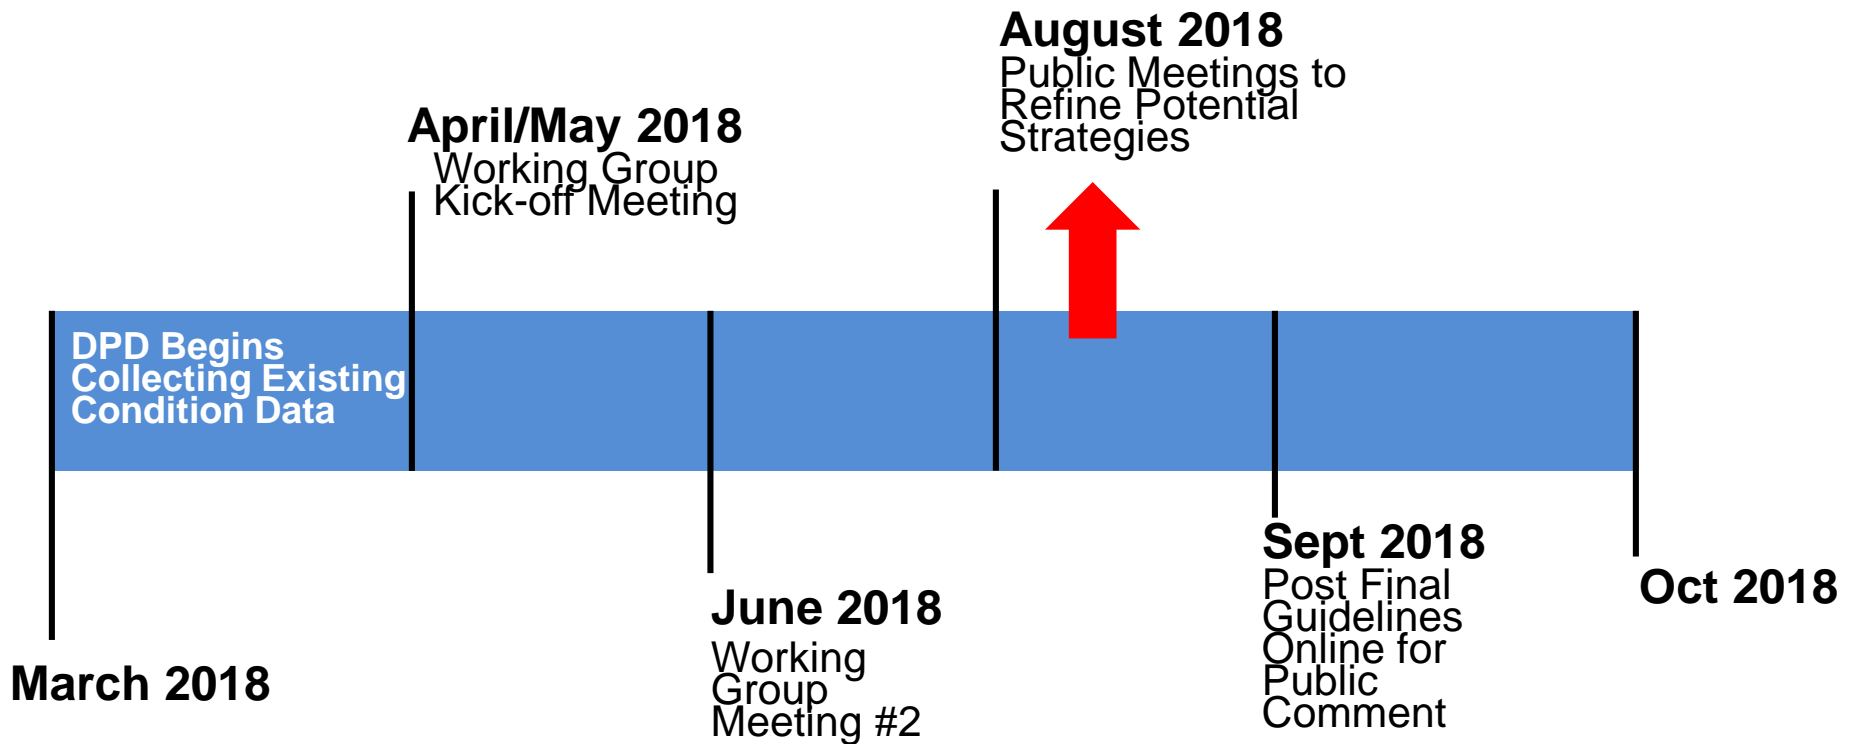 August 2018
Public Meetings to
Refine Potential
Strategies
April/May 2018
Working Group
Kick-off Meeting
DPD Begins
Collecting Existing
Condition Data
March 2018
June 2018
Working
Group
Meeting #2
Sept 2018
Post Final
Guidelines
Online for
Public
Comment
Oct 2018